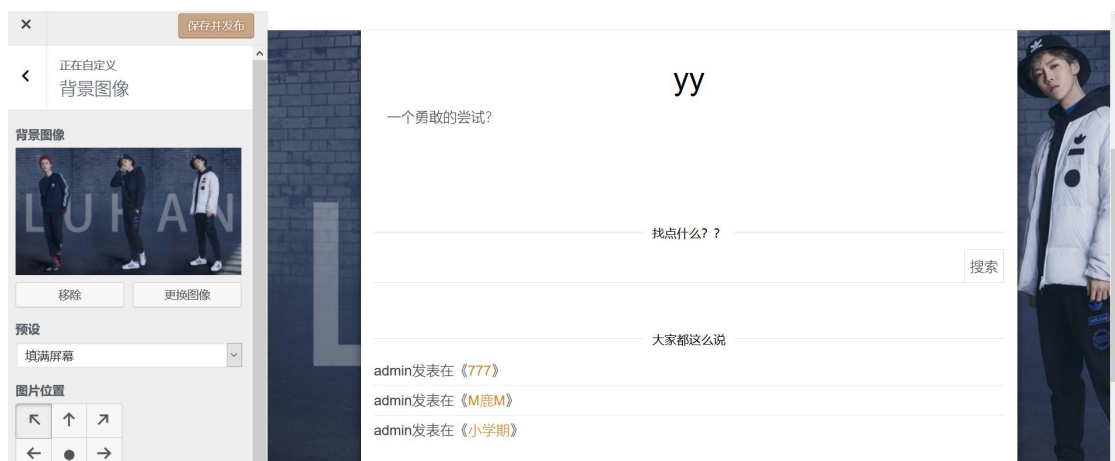 ×
保存并发布
正在自定义
背景图像
背景图像
LUHAN
移除
更换图像
预设
填满屏幕
图片位置
yy
一个勇敢的尝试?
找点什么??
搜索
大家都这么说
admin发表在《777》
admin发表在《M鹿M》
admin发表在《小学期》
L